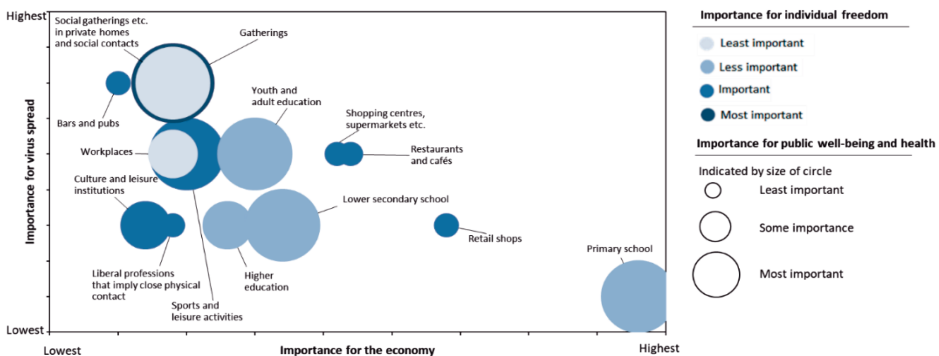 Highest
Social gatherings etc.
in private homes
and social contacts
Gatherings
Bars and pubs
Youth and
adult education
Shopping centres,
supermarkets etc.
Workplaces
Restaurants
and cafés
Culture and leisure
institutions
Lower secondary school
Retail shops
Liberal professions
that imply close physical
contact
Higher
education
Sports and
leisure activities
Primary school
Importance for virus spread
Lowest
Lowest
Importance for the economy
Highest
Importance for individual freedom
Least important
Less important
Important
Most important
Importance for public well-being and health
Indicated by size of circle
Least important
Some importance
Most important